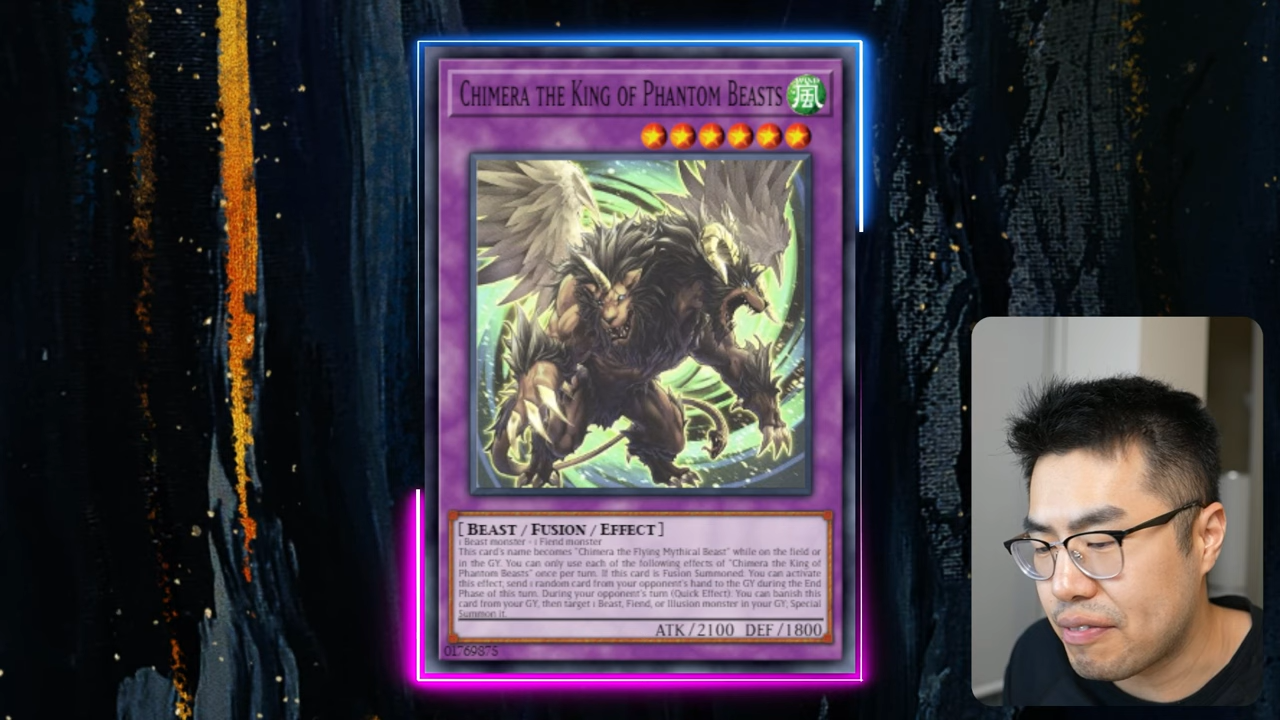 Chimera the King of Phantom Beasts
WIND
嵐
[ Beast / Fusion / Effect ]
1 Beast monster + 1 Fiend monster
This card's name becomes "Chimera the Flying Mythical Beast" while on the field or
in the GY. You can only use each of the following effects of "Chimera the King of
Phantom Beasts" once per turn. If this card is Fusion Summoned: You can activate
this effect; send 1 random card from your opponent's hand to the GY during the End
Phase of this turn. During your opponent's turn (Quick Effect): You can banish this
card from your GY, then target 1 Beast, Fiend, or Illusion monster in your GY; Special
Summon it.
ATK/2100 DEF/1800
01769875